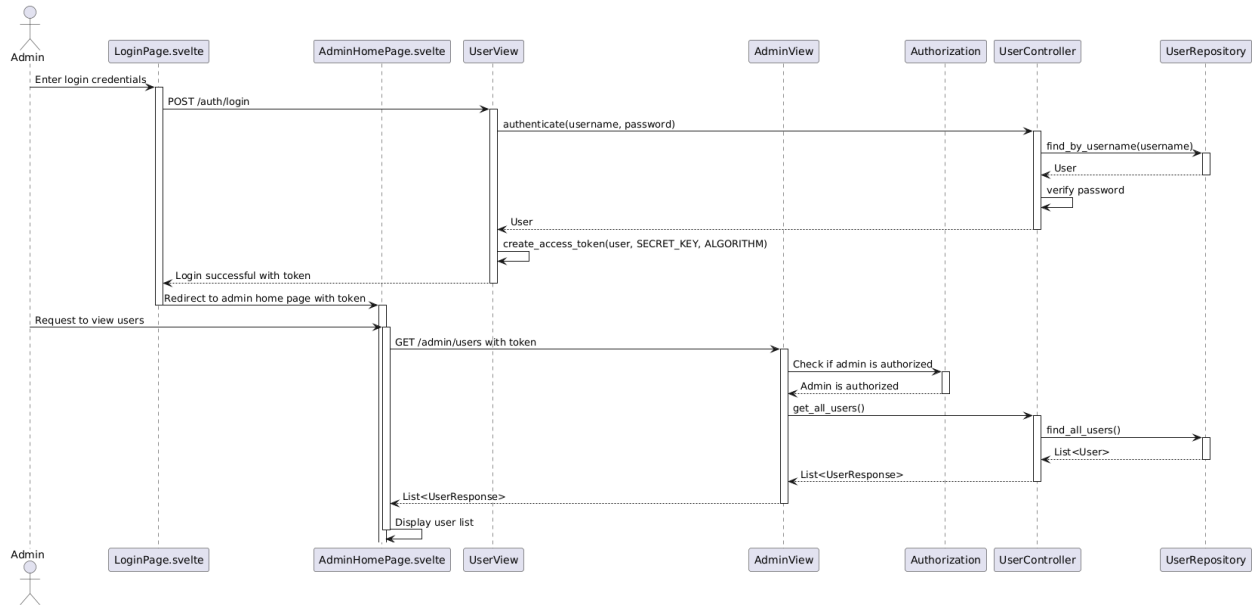 Admin
LoginPage.svelte
AdminHomePage.svelte
UserView
AdminView
Authorization
UserController
UserRepository
Enter login credentials
POST /auth/login
authenticate(username, password)
find_by_username(username)
User
verify password
User
create_access_token(user, SECRET_KEY, ALGORITHM)
Login successful with token
Redirect to admin home page with token
Request to view users
GET /admin/users with token
Check if admin is authorized
Admin is authorized
get_all_users()
find_all_users()
List<User>
List<UserResponse>
List<UserResponse>
Display user list
Admin
LoginPage.svelte
AdminHomePage.svelte
UserView
AdminView
Authorization
UserController
UserRepository